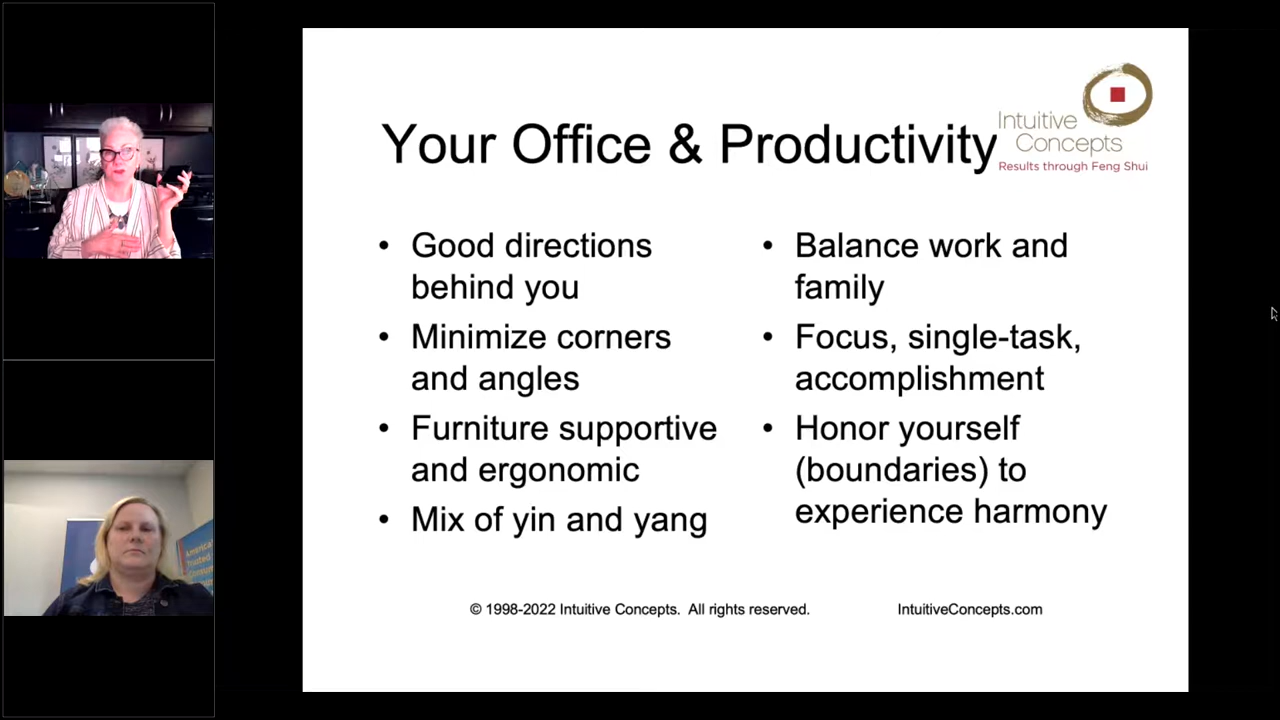 Your Office & Productivity
Intuitive
Concepts
Results through Feng Shui
• Good directions
behind you
• Minimize corners
and angles
• Furniture supportive
and ergonomic
• Mix of yin and yang
• Balance work and
family
• Focus, single-task,
accomplishment
• Honor yourself
(boundaries) to
experience harmony
© 1998-2022 Intuitive Concepts. All rights reserved.
IntuitiveConcepts.com
America's
Trusted